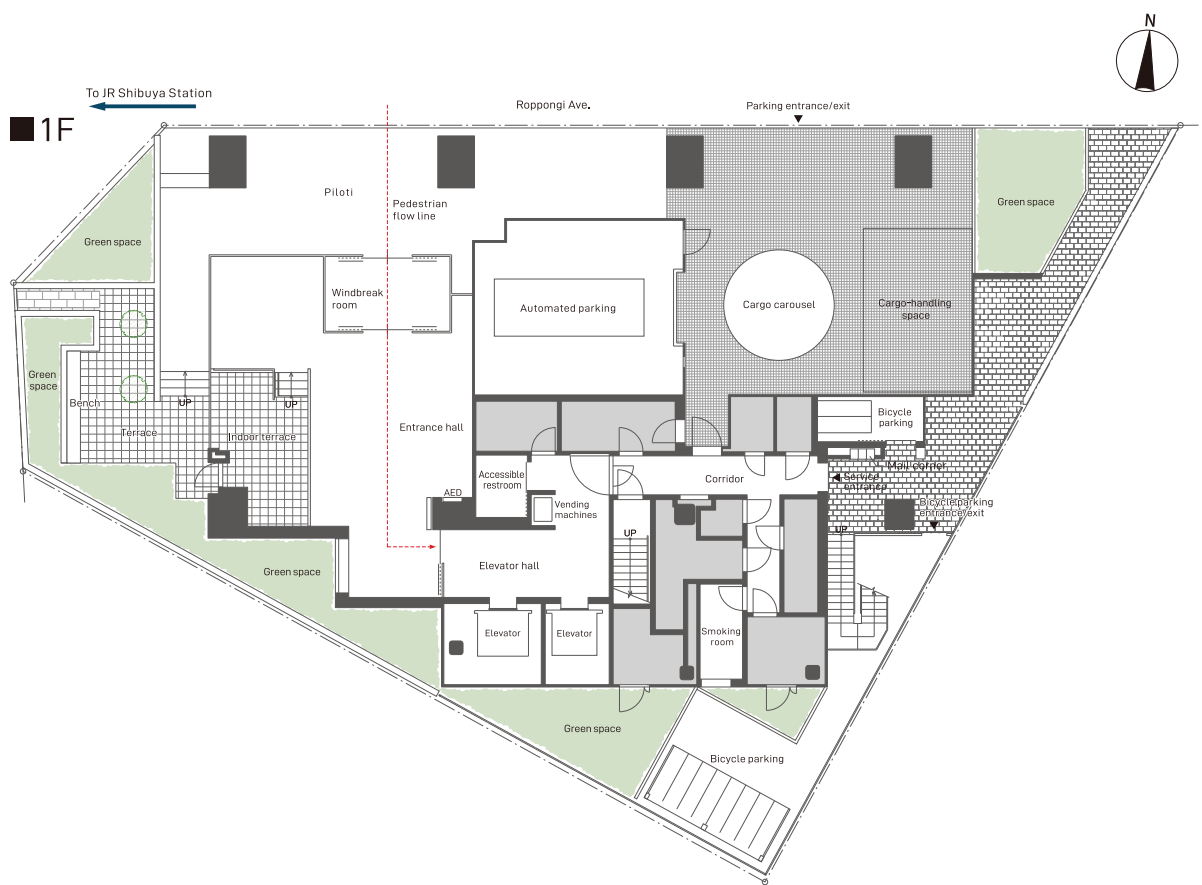 N
To JR Shibuya Station
1F
Roppongi Ave.
Parking entrance/exit
Piloti
Pedestrian
flow line
Green space
Green space
Windbreak
room
Automated parking
Cargo carousel
Cargo-handling
space
Green
space
Bench
UP
UP
Terrace
Indoor terrace
Entrance hall
Bicycle
parking
Mail corner
Service
entrance
Accessible
restroom
Corridor
AED
Vending
machines
Bicycle parking
entrance/exit
UP
UP
Green space
Elevator hall
Elevator
Elevator
Smoking
room
Green space
Bicycle parking